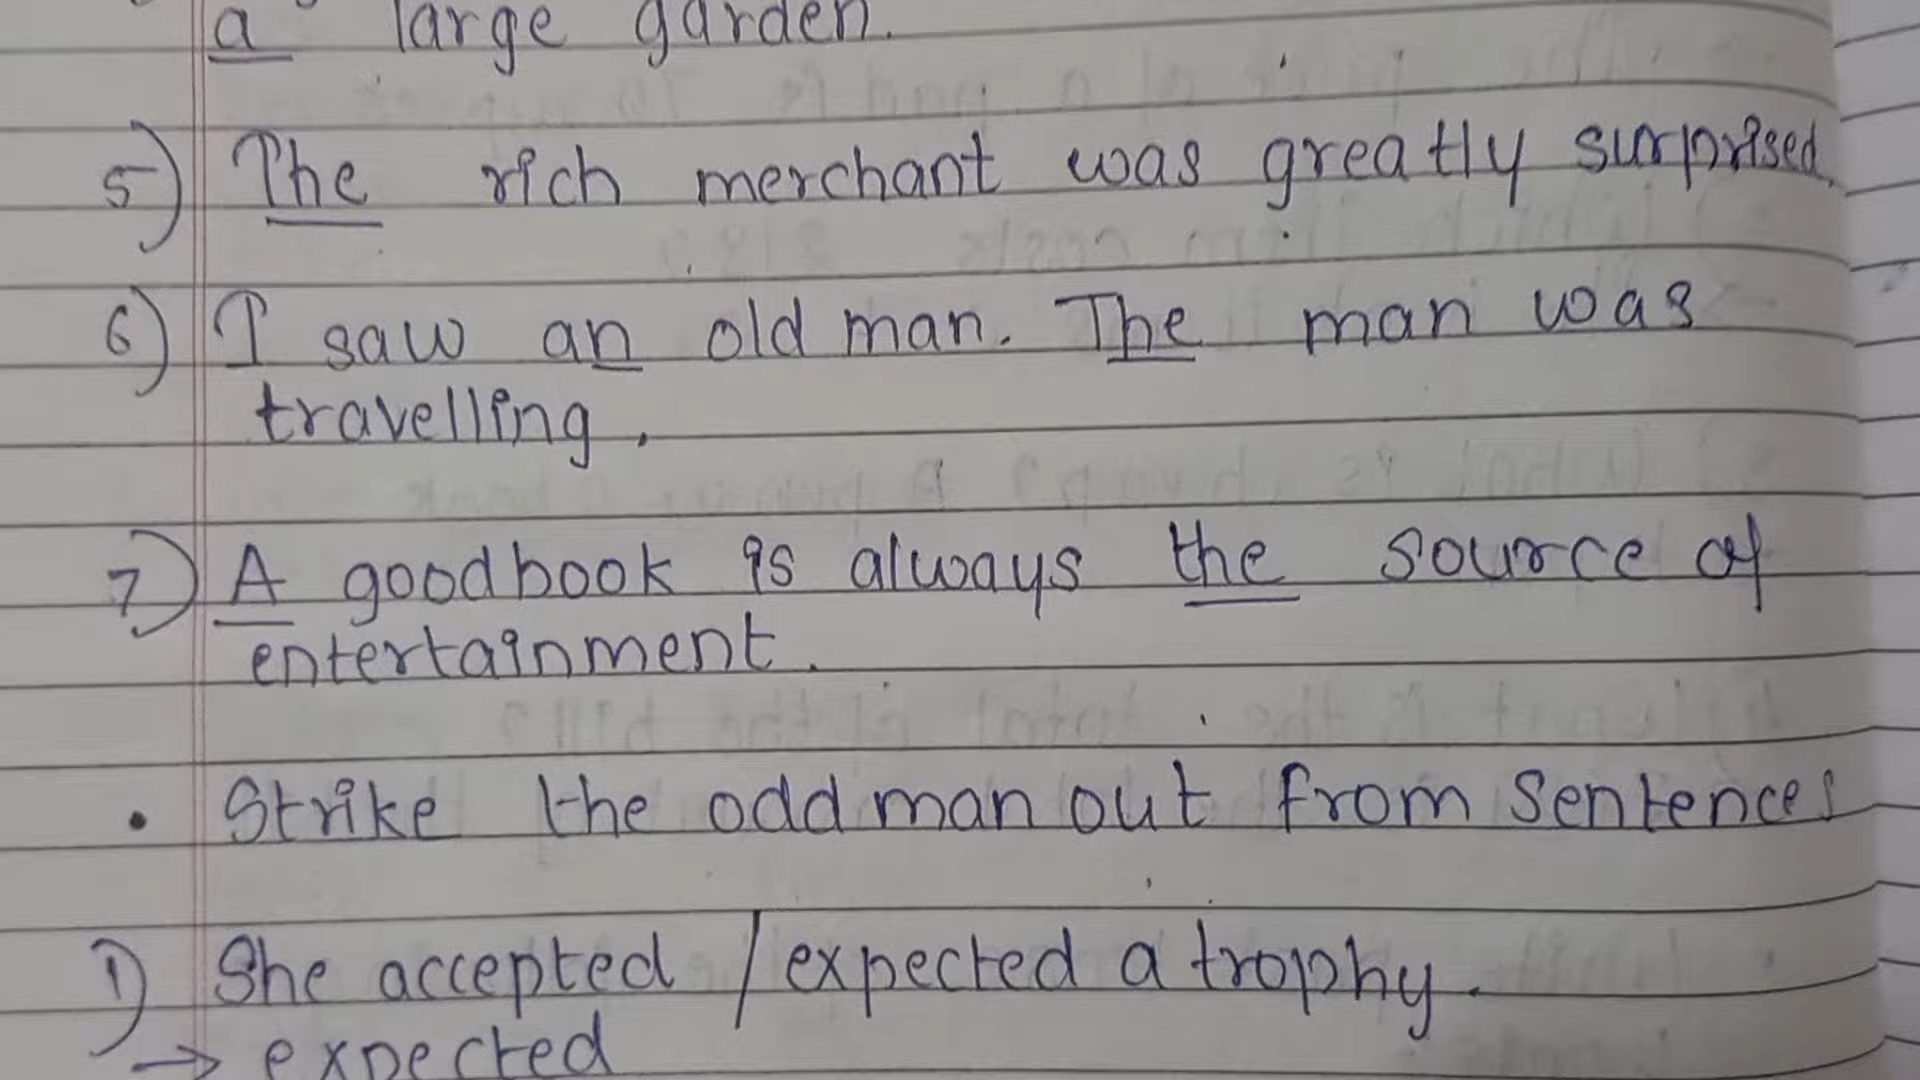 a large garden.
5) The rich merchant was greatly surprised.
6) I saw an old man. The man was
travelling.
7) A good book is always the source of
entertainment.
• Strike the odd man out from Sentences
1) She accepted / expected a trophy.
→ expected